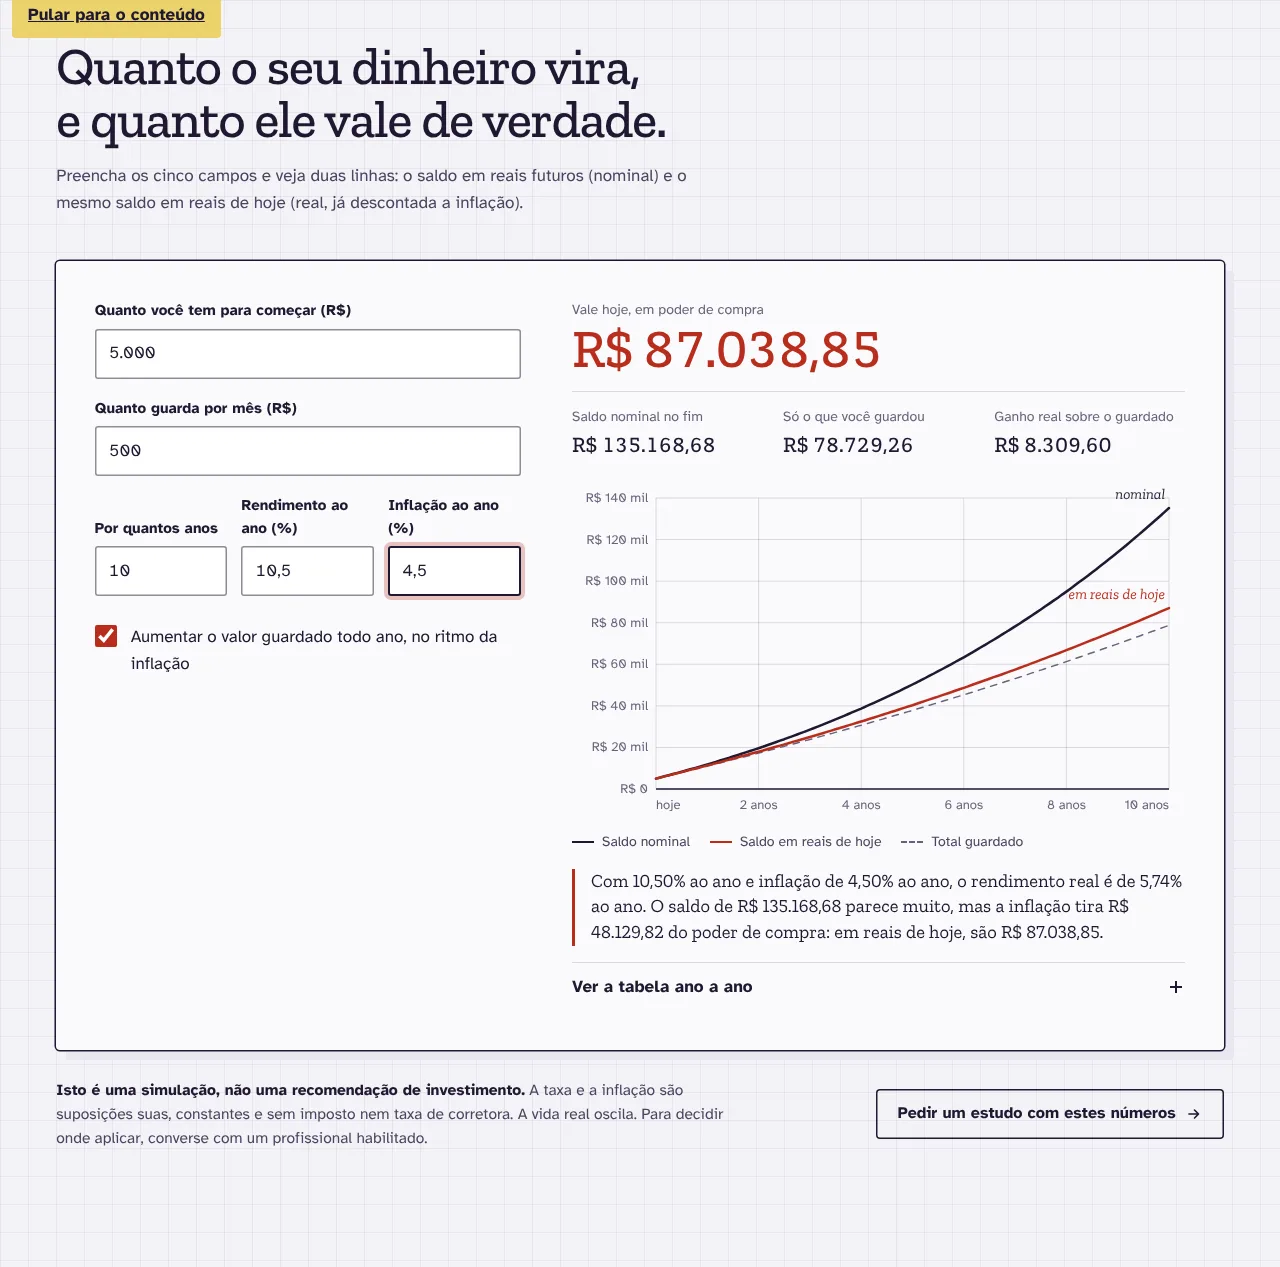 Pular para o conteúdo
Quanto o seu dinheiro vira,
e quanto ele vale de verdade.
Preencha os cinco campos e veja duas linhas: o saldo em reais futuros (nominal) e o
mesmo saldo em reais de hoje (real, já descontada a inflação).
Quanto você tem para começar (R$)
5.000
Quanto guarda por mês (R$)
500
Por quantos anos
10
Rendimento ao
ano (%)
10,5
Inflação ao ano
(%)
4,5
Aumentar o valor guardado todo ano, no ritmo da
inflação
Vale hoje, em poder de compra
R$ 87.038,85
Saldo nominal no fim
R$ 135.168,68
Só o que você guardou
R$ 78.729,26
Ganho real sobre o guardado
R$ 8.309,60
R$ 140 mil
R$ 120 mil
R$ 100 mil
R$ 80 mil
R$ 60 mil
R$ 40 mil
R$ 20 mil
R$ 0
nominal
em reais de hoje
hoje
2 anos
4 anos
6 anos
8 anos
10 anos
Saldo nominal
Saldo em reais de hoje
Total guardado
Com 10,50% ao ano e inflação de 4,50% ao ano, o rendimento real é de 5,74%
ao ano. O saldo de R$ 135.168,68 parece muito, mas a inflação tira R$
48.129,82 do poder de compra: em reais de hoje, são R$ 87.038,85.
Ver a tabela ano a ano
+
Isto é uma simulação, não uma recomendação de investimento. A taxa e a inflação são
suposições suas, constantes e sem imposto nem taxa de corretora. A vida real oscila. Para decidir
onde aplicar, converse com um profissional habilitado.
Pedir um estudo com estes números →